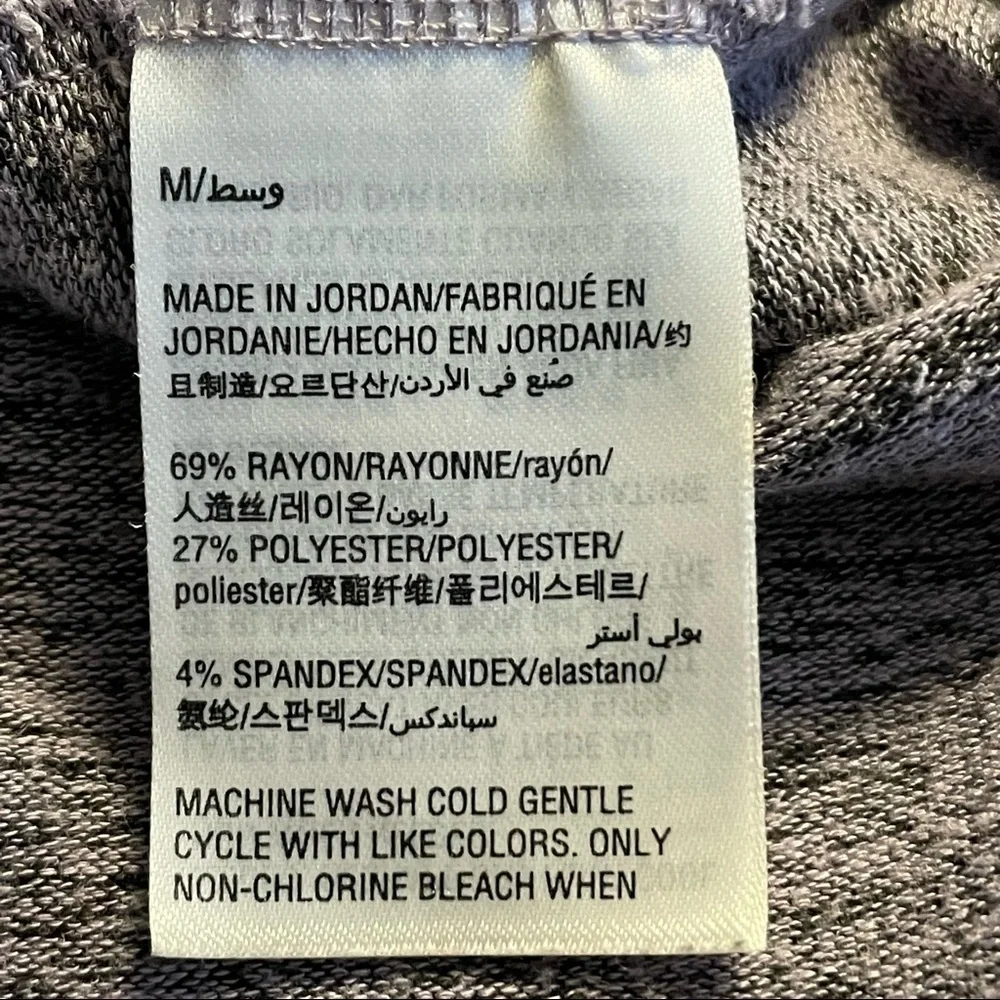 M/وسط
MADE IN JORDAN/FABRIQUÉ EN
JORDANIE/HECHO EN JORDANIA/约
旦制造/요르단산/صُنع في الأردن
69% RAYON/RAYONNE/rayón/
人造丝/레이온/رايون
27% POLYESTER/POLYESTER/
poliester/聚酯纤维/폴리에스테르/
بولي أستر
4% SPANDEX/SPANDEX/elastano/
氨纶/스판덱스/سباندكس
MACHINE WASH COLD GENTLE
CYCLE WITH LIKE COLORS. ONLY
NON-CHLORINE BLEACH WHEN